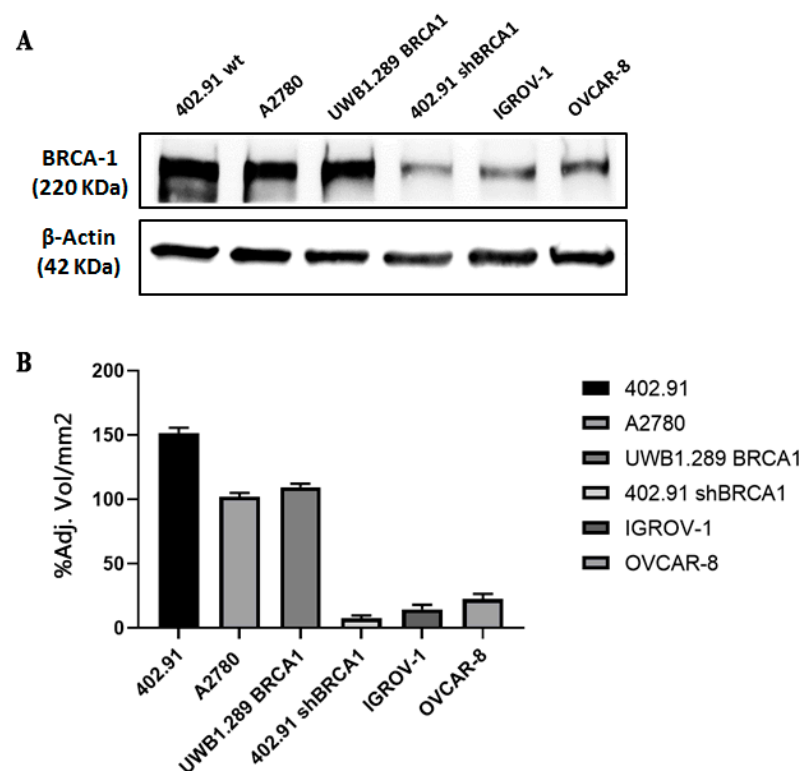 A
402.91 wt
A2780
UWB1.289 BRCA1
402.91 shBRCA1
IGROV-1
OVCAR-8
BRCA-1
(220 KDa)
β-Actin
(42 KDa)
B
%Adj. Vol/mm2
200
150
100
50
0
402.91
A2780
UWB1.289 BRCA1
402.91 shBRCA1
IGROV-1
OVCAR-8
402.91
A2780
UWB1.289 BRCA1
402.91 shBRCA1
IGROV-1
OVCAR-8